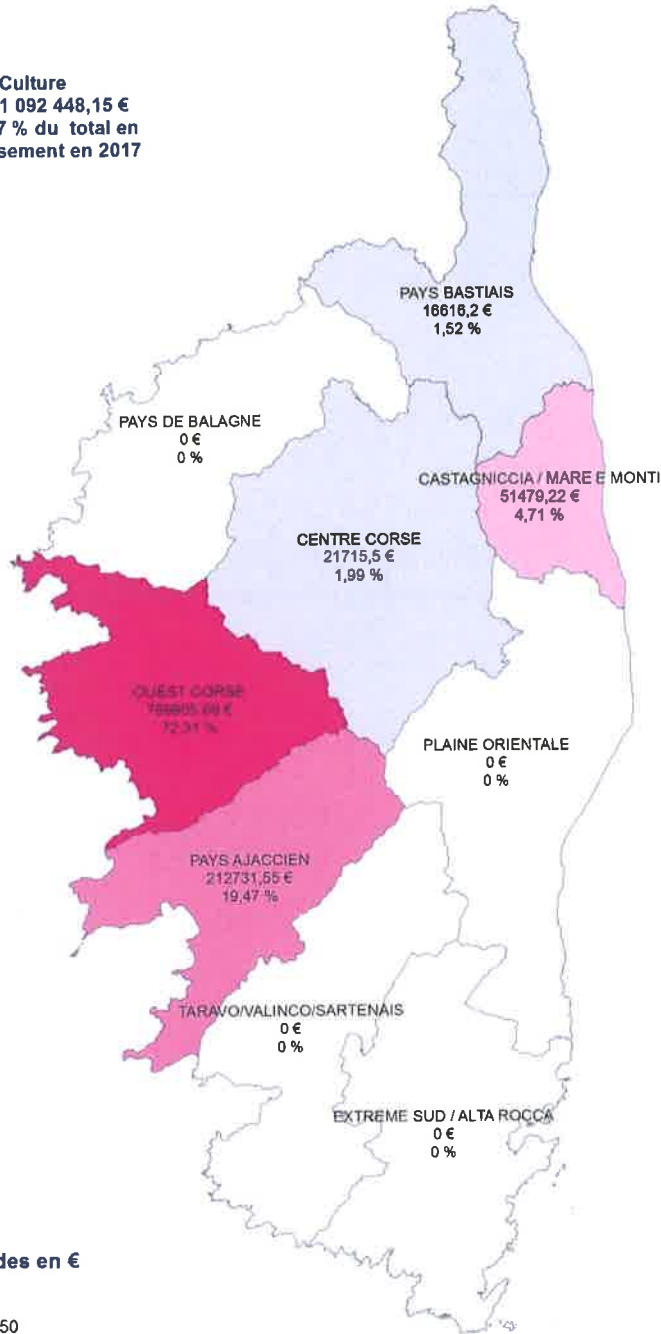 Culture
1 092 448,15 €
7 % du total en
sement en 2017
PAYS BASTIAIS
16616,2 €
1,52 %
PAYS DE BALAGNE
0 €
0 %
CASTAGNICCIA / MARE E MONTI
51479,22 €
4,71 %
CENTRE CORSE
21715,5 €
1,99 %
OUEST CORSE
€
72,31 %
PLAINE ORIENTALE
0 €
0 %
PAYS AJACCIEN
212731,55 €
19,47 %
TARAVO/VALINCO/SARTENAIS
0 €
0 %
EXTREME SUD / ALTA ROCCA
0 €
0 %
des en €
50